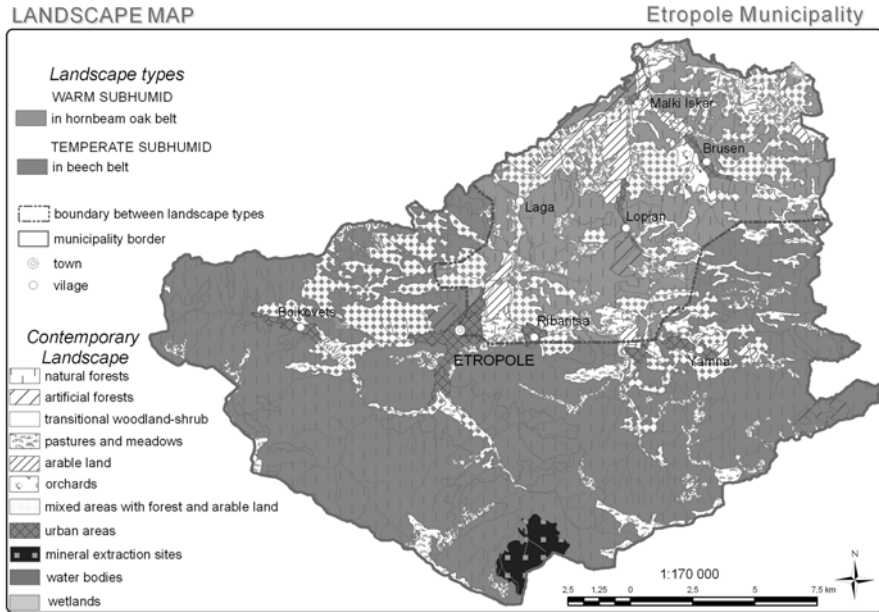 LANDSCAPE MAP
Etropole Municipality
Landscape types
WARM SUBHUMID
in hornbeam oak belt
TEMPERATE SUBHUMID
in beech belt
boundary between landscape types
municipality border
town
vilage
Contemporary
Landscape
natural forests
artificial forests
transitional woodland-shrub
pastures and meadows
arable land
orchards
mixed areas with forest and arable land
urban areas
mineral extraction sites
water bodies
wetlands
Malki Iskar
Brusen
Laga
Lopian
Boikovets
Ribaritsa
ETROPOLE
Yamna
N
1:170 000
2,5 1,25 0 2,5 5 7,5 km